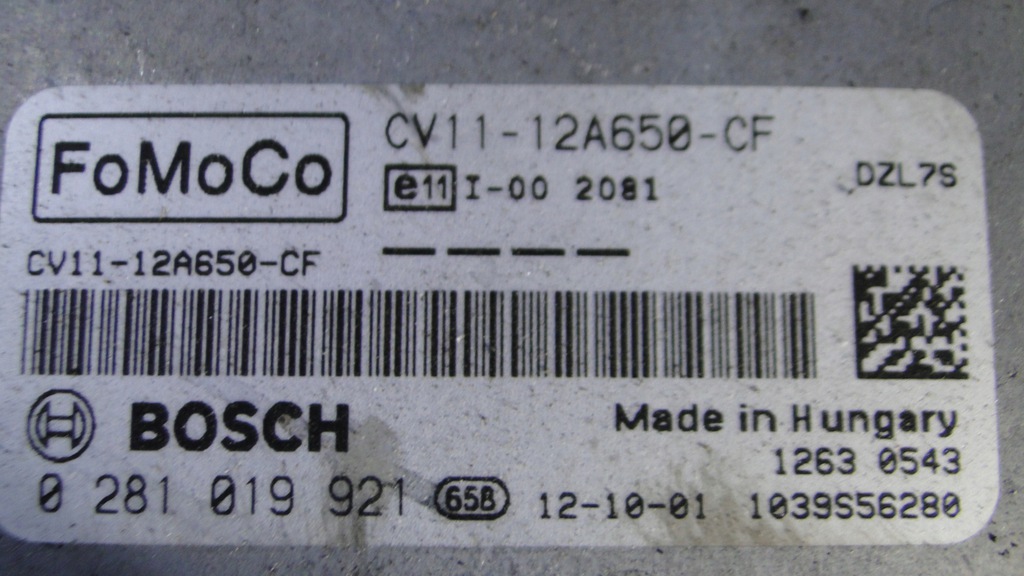 FoMoCo
CV11-12A650-CF
e11 I-00 2081
DZL7S
CV11-12A650-CF
BOSCH
Made in Hungary
1263 0543
0 281 019 921 65B 12-10-01 1039S56280